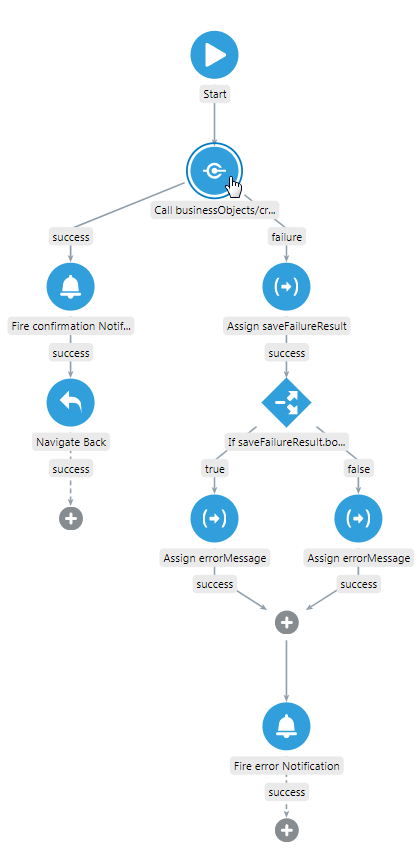 Start
Call businessObjects/cr...
success
failure
Fire confirmation Notif...
Assign saveFailureResult
success
success
Navigate Back
If saveFailureResult.bo...
success
true
false
Assign errorMessage
Assign errorMessage
success
success
Fire error Notification
success